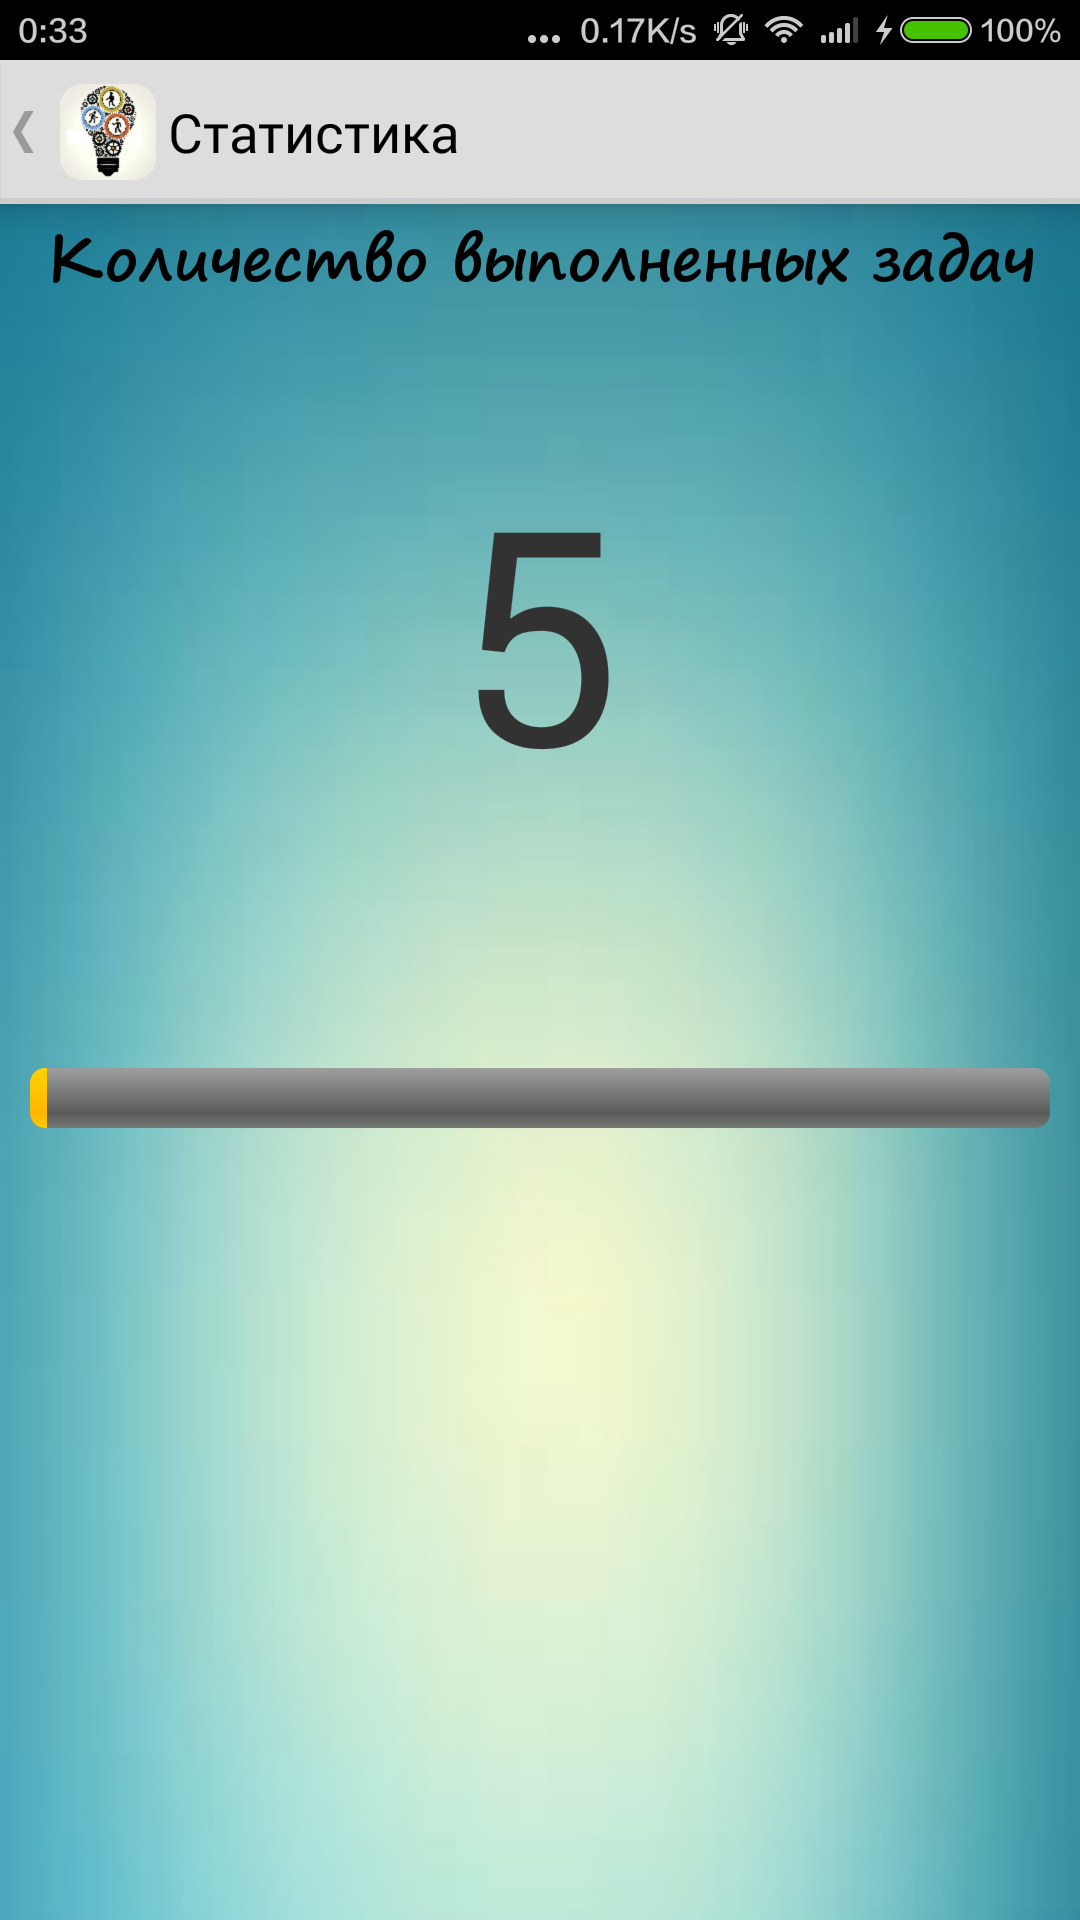 0:33 ... 0.17K/s 100%
Статистика
Количество выполненных задач
5